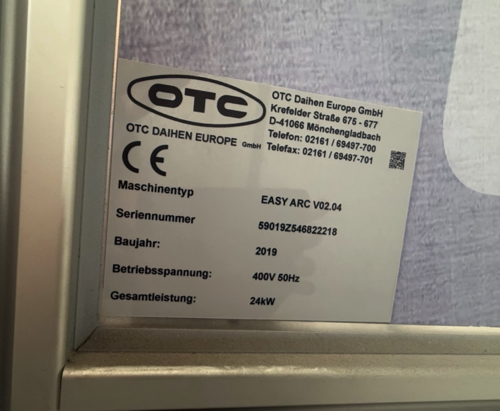 OTC
OTC DAIHEN EUROPE GmbH
OTC Daihen Europe GmbH
Krefelder Straße 675 - 677
D-41066 Mönchengladbach
Telefon: 02161 / 69497-700
Telefax: 02161 / 69497-701
CE
Maschinentyp EASY ARC V02.04
Seriennummer 59019Z546822218
Baujahr: 2019
Betriebsspannung: 400V 50Hz
Gesamtleistung: 24kW